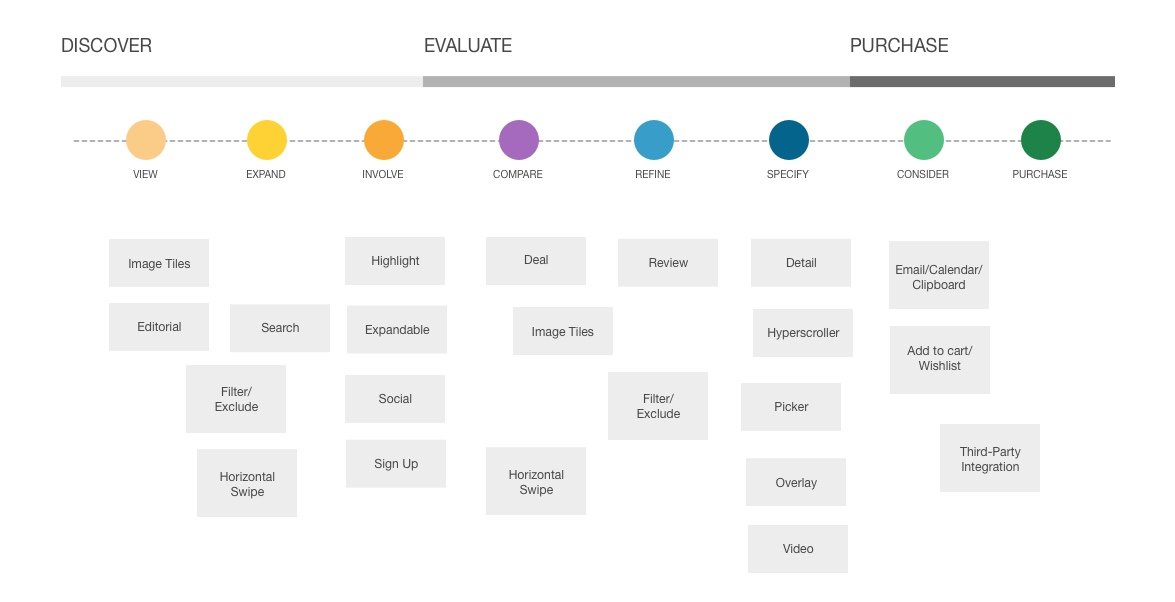 DISCOVER
EVALUATE
PURCHASE
VIEW
EXPAND
INVOLVE
COMPARE
REFINE
SPECIFY
CONSIDER
PURCHASE
Image Tiles
Editorial
Search
Filter/
Exclude
Horizontal
Swipe
Highlight
Expandable
Social
Sign Up
Deal
Image Tiles
Horizontal
Swipe
Review
Filter/
Exclude
Detail
Hyperscroller
Picker
Overlay
Video
Email/Calendar/
Clipboard
Add to cart/
Wishlist
Third-Party
Integration